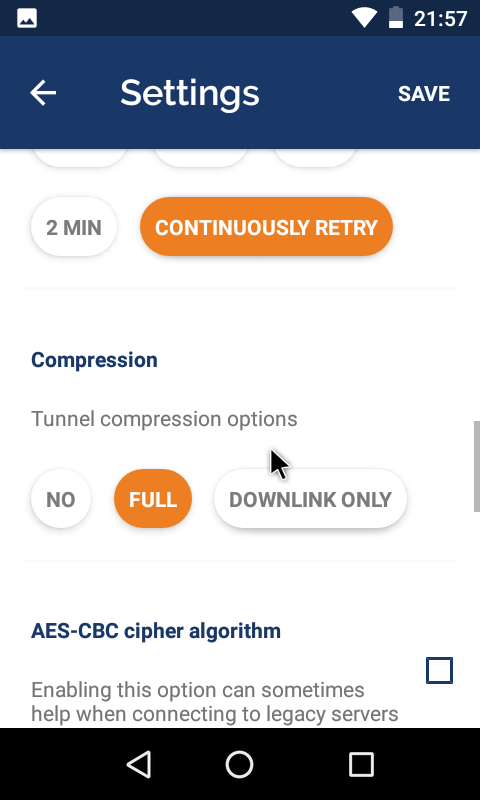 21:57
Settings
SAVE
2 MIN
CONTINUOUSLY RETRY
Compression
Tunnel compression options
NO
FULL
DOWNLINK ONLY
AES-CBC cipher algorithm
Enabling this option can sometimes
help when connecting to legacy servers